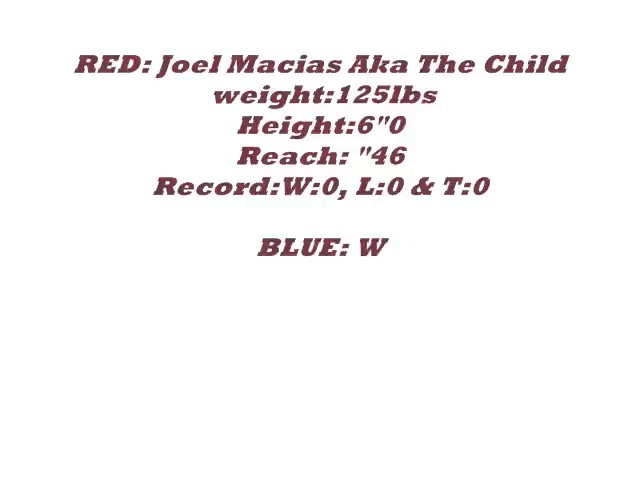 RED: Joel Macias Aka The Child
weight:125lbs
Height:6"0
Reach: "46
Record:W:0, L:0 & T:0
BLUE: W